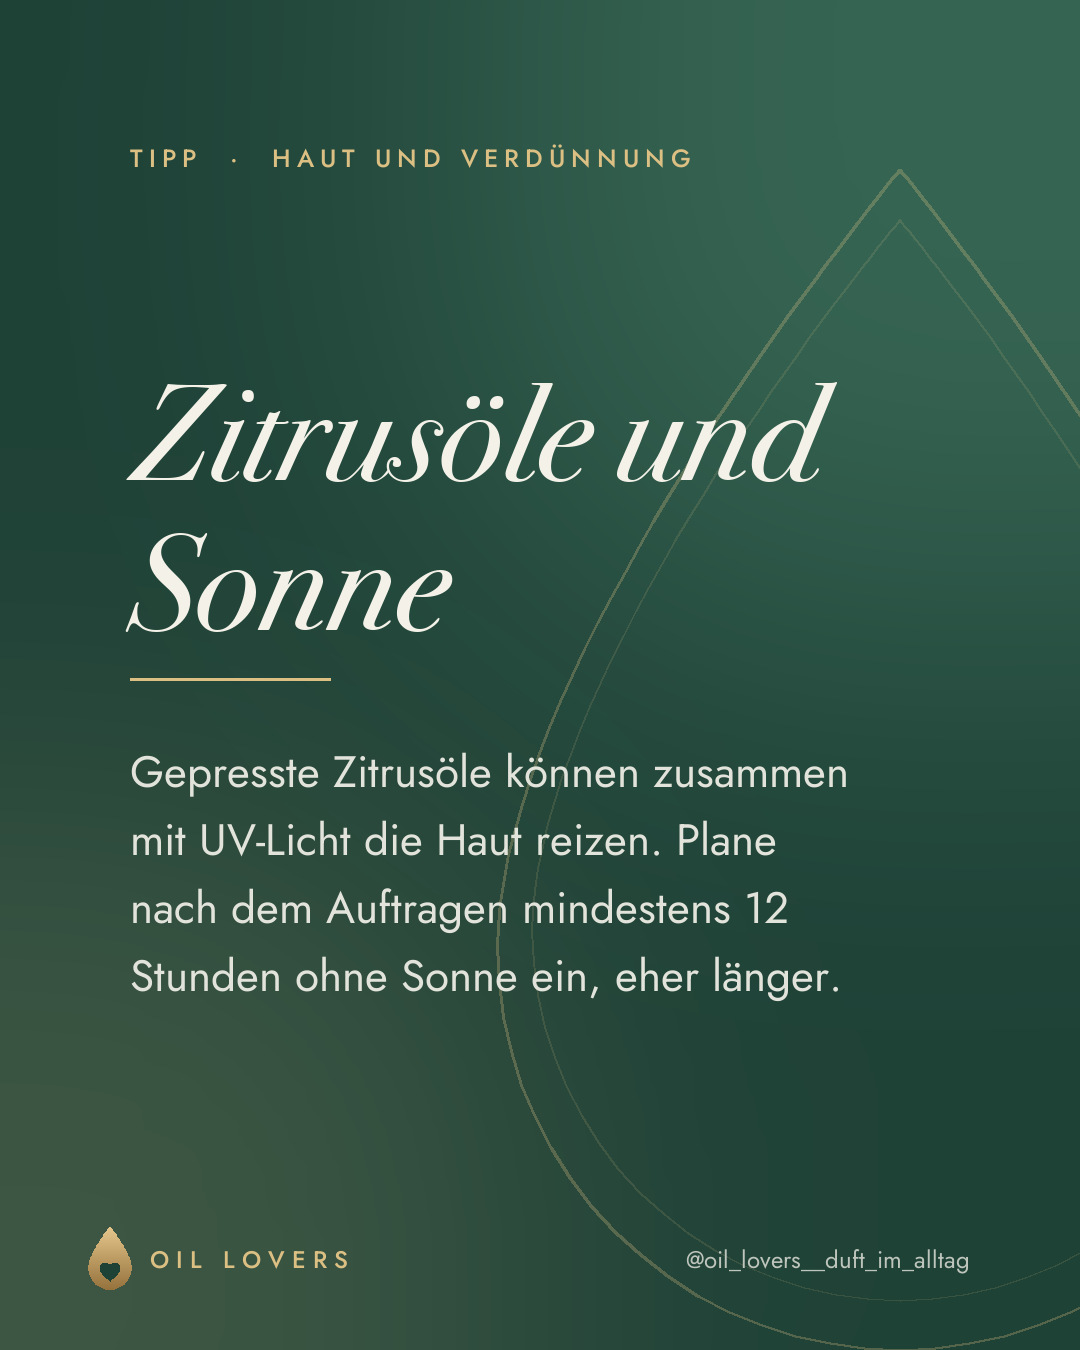 TIPP · HAUT UND VERDÜNNUNG
Zitrusöle und
Sonne
Gepresste Zitrusöle können zusammen
mit UV-Licht die Haut reizen. Plane
nach dem Auftragen mindestens 12
Stunden ohne Sonne ein, eher länger.
OIL LOVERS
@oil_lovers__duft_im_alltag